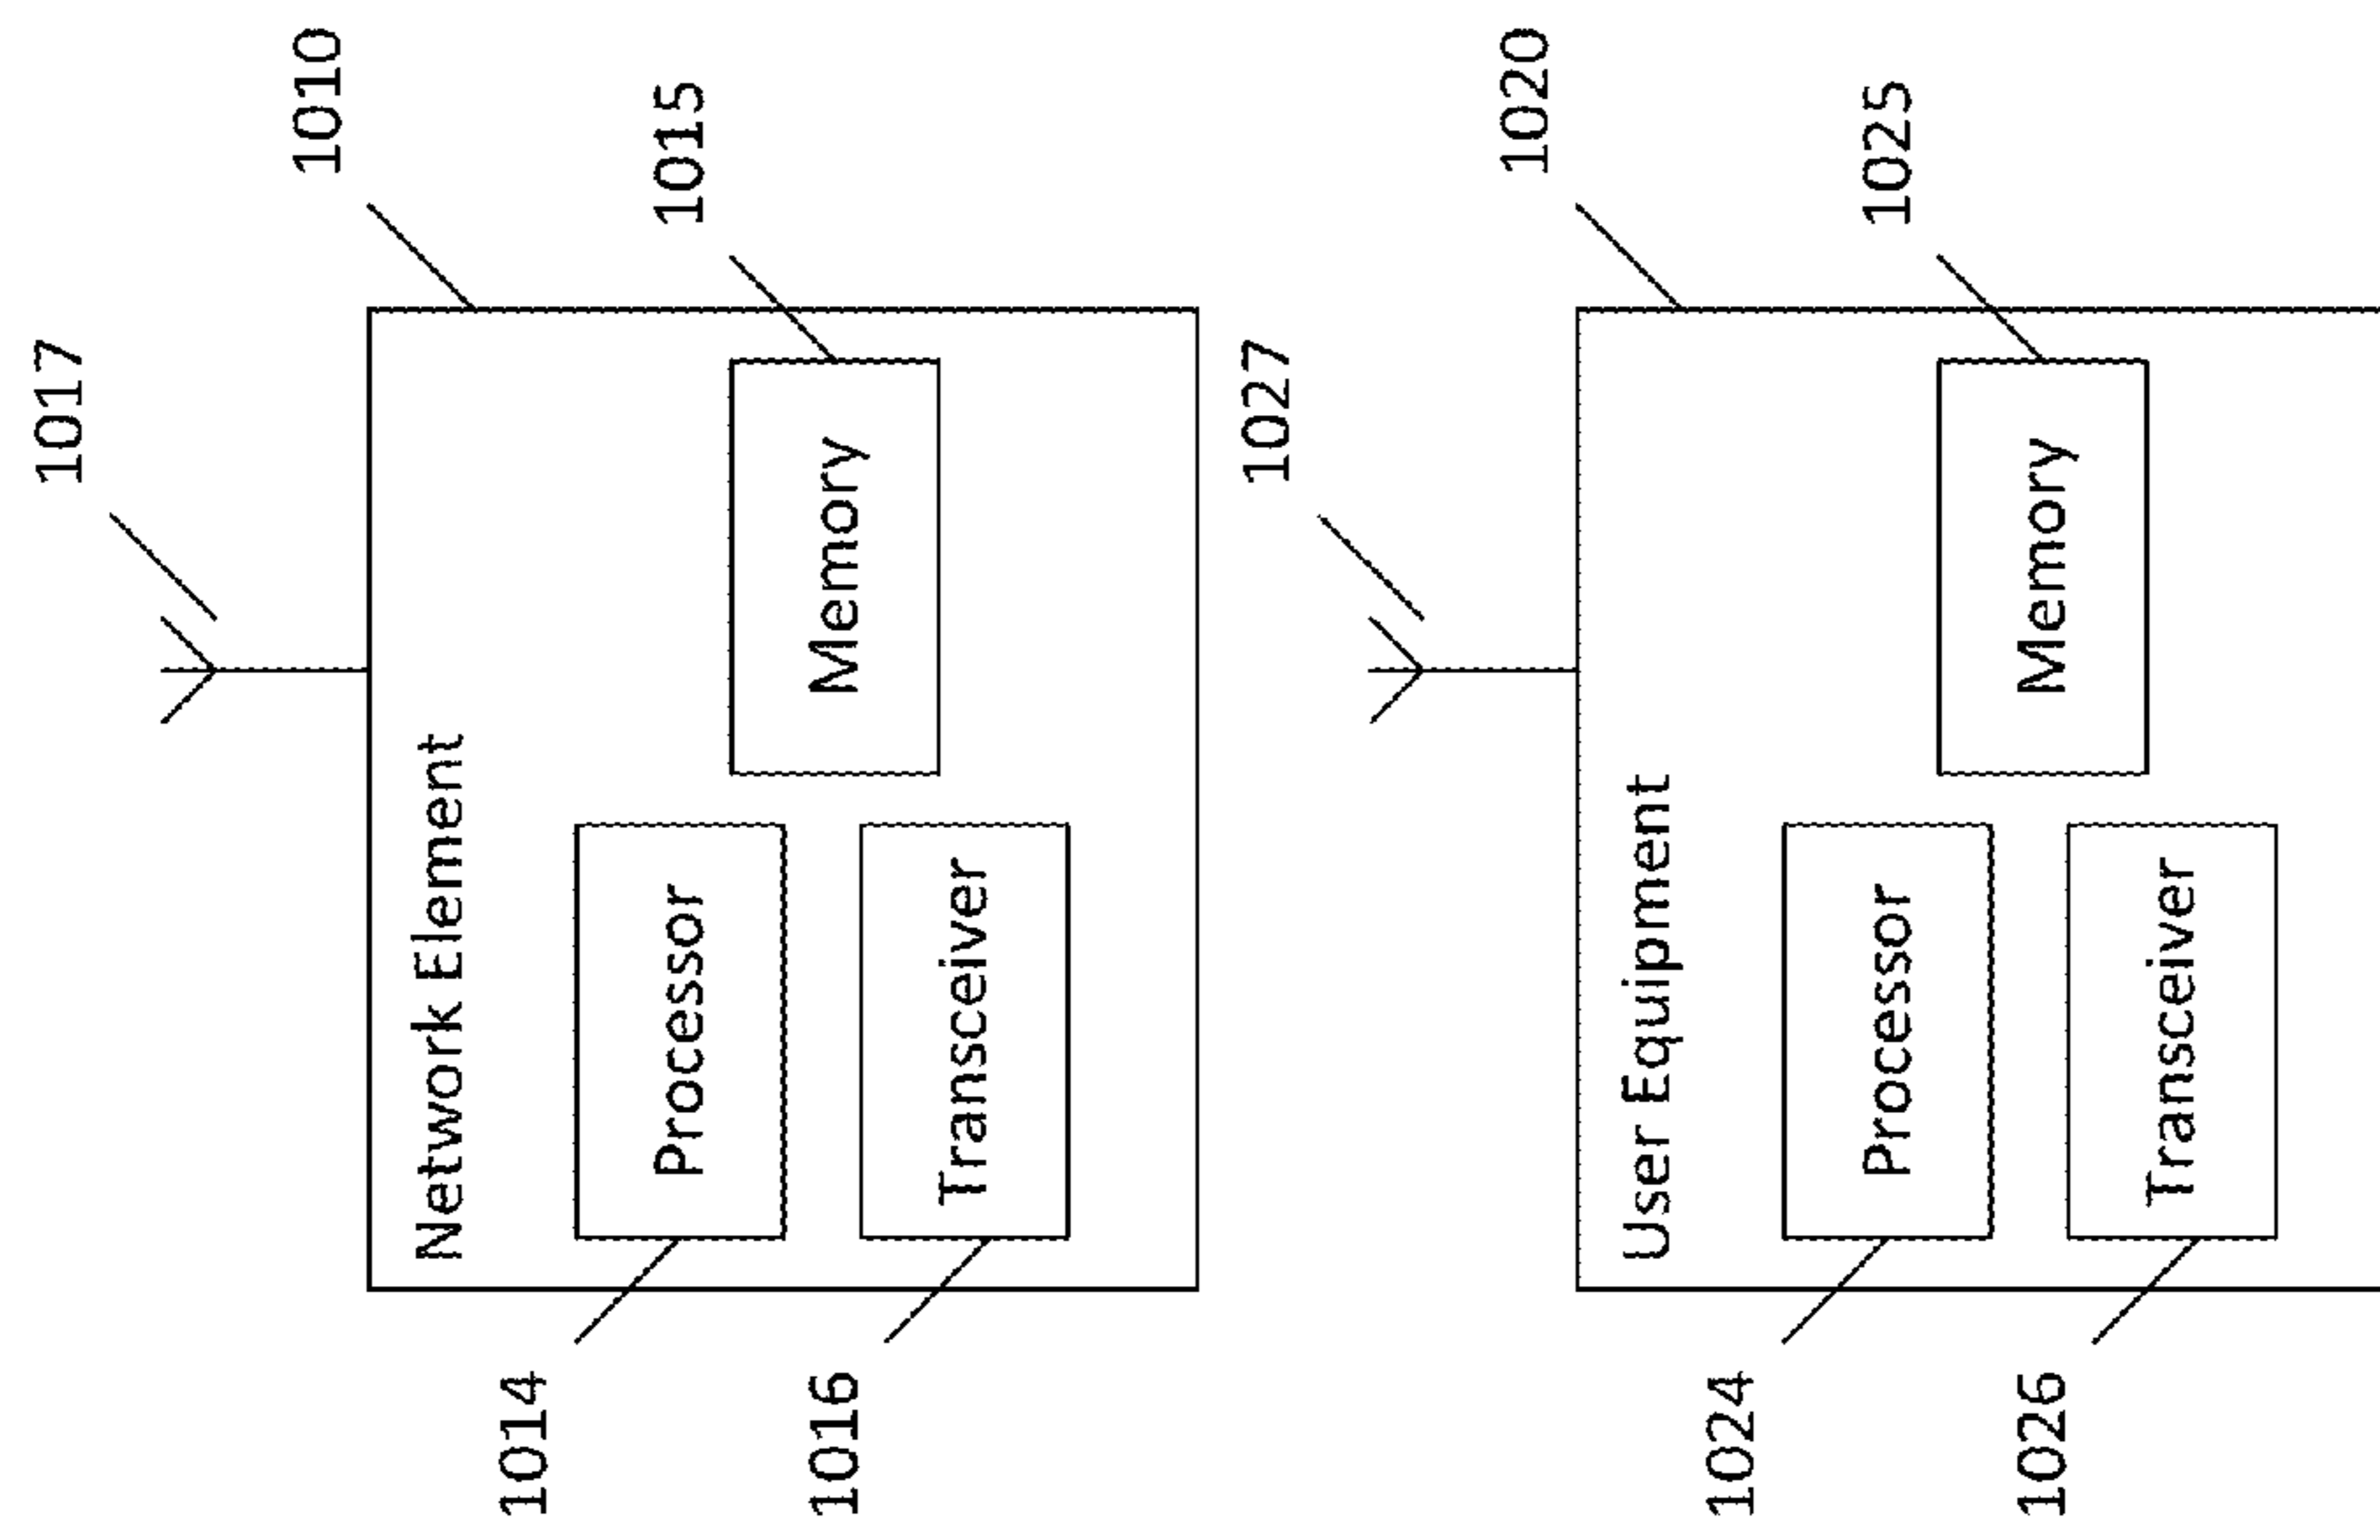 1017
1010
Network Element
1014
Processor
1015
Memory
1016
Transceiver
1027
1020
User Equipment
1024
Processor
1025
Memory
1026
Transceiver